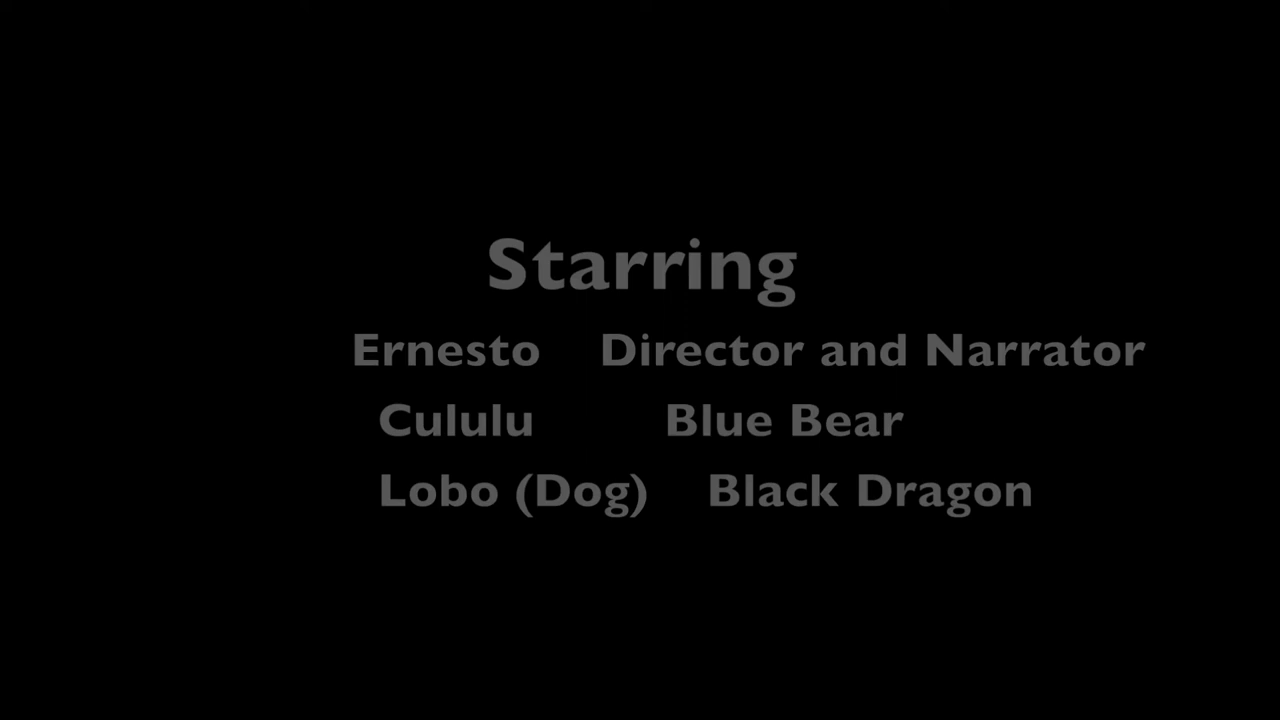 Starring
Ernesto Director and Narrator
Cululu Blue Bear
Lobo (Dog) Black Dragon